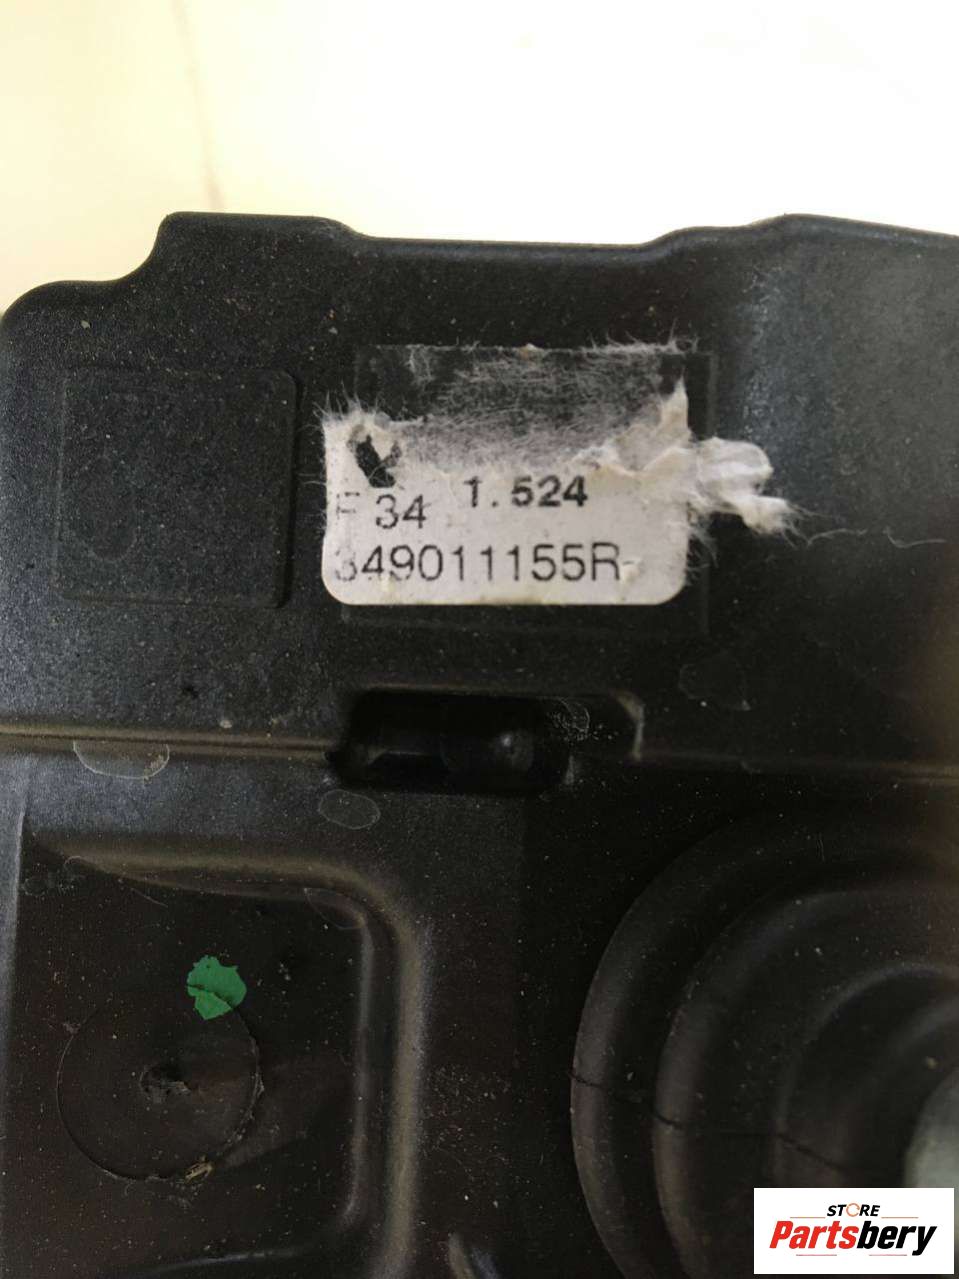 1.524
F 34
349011155R-
STORE
Partsbery